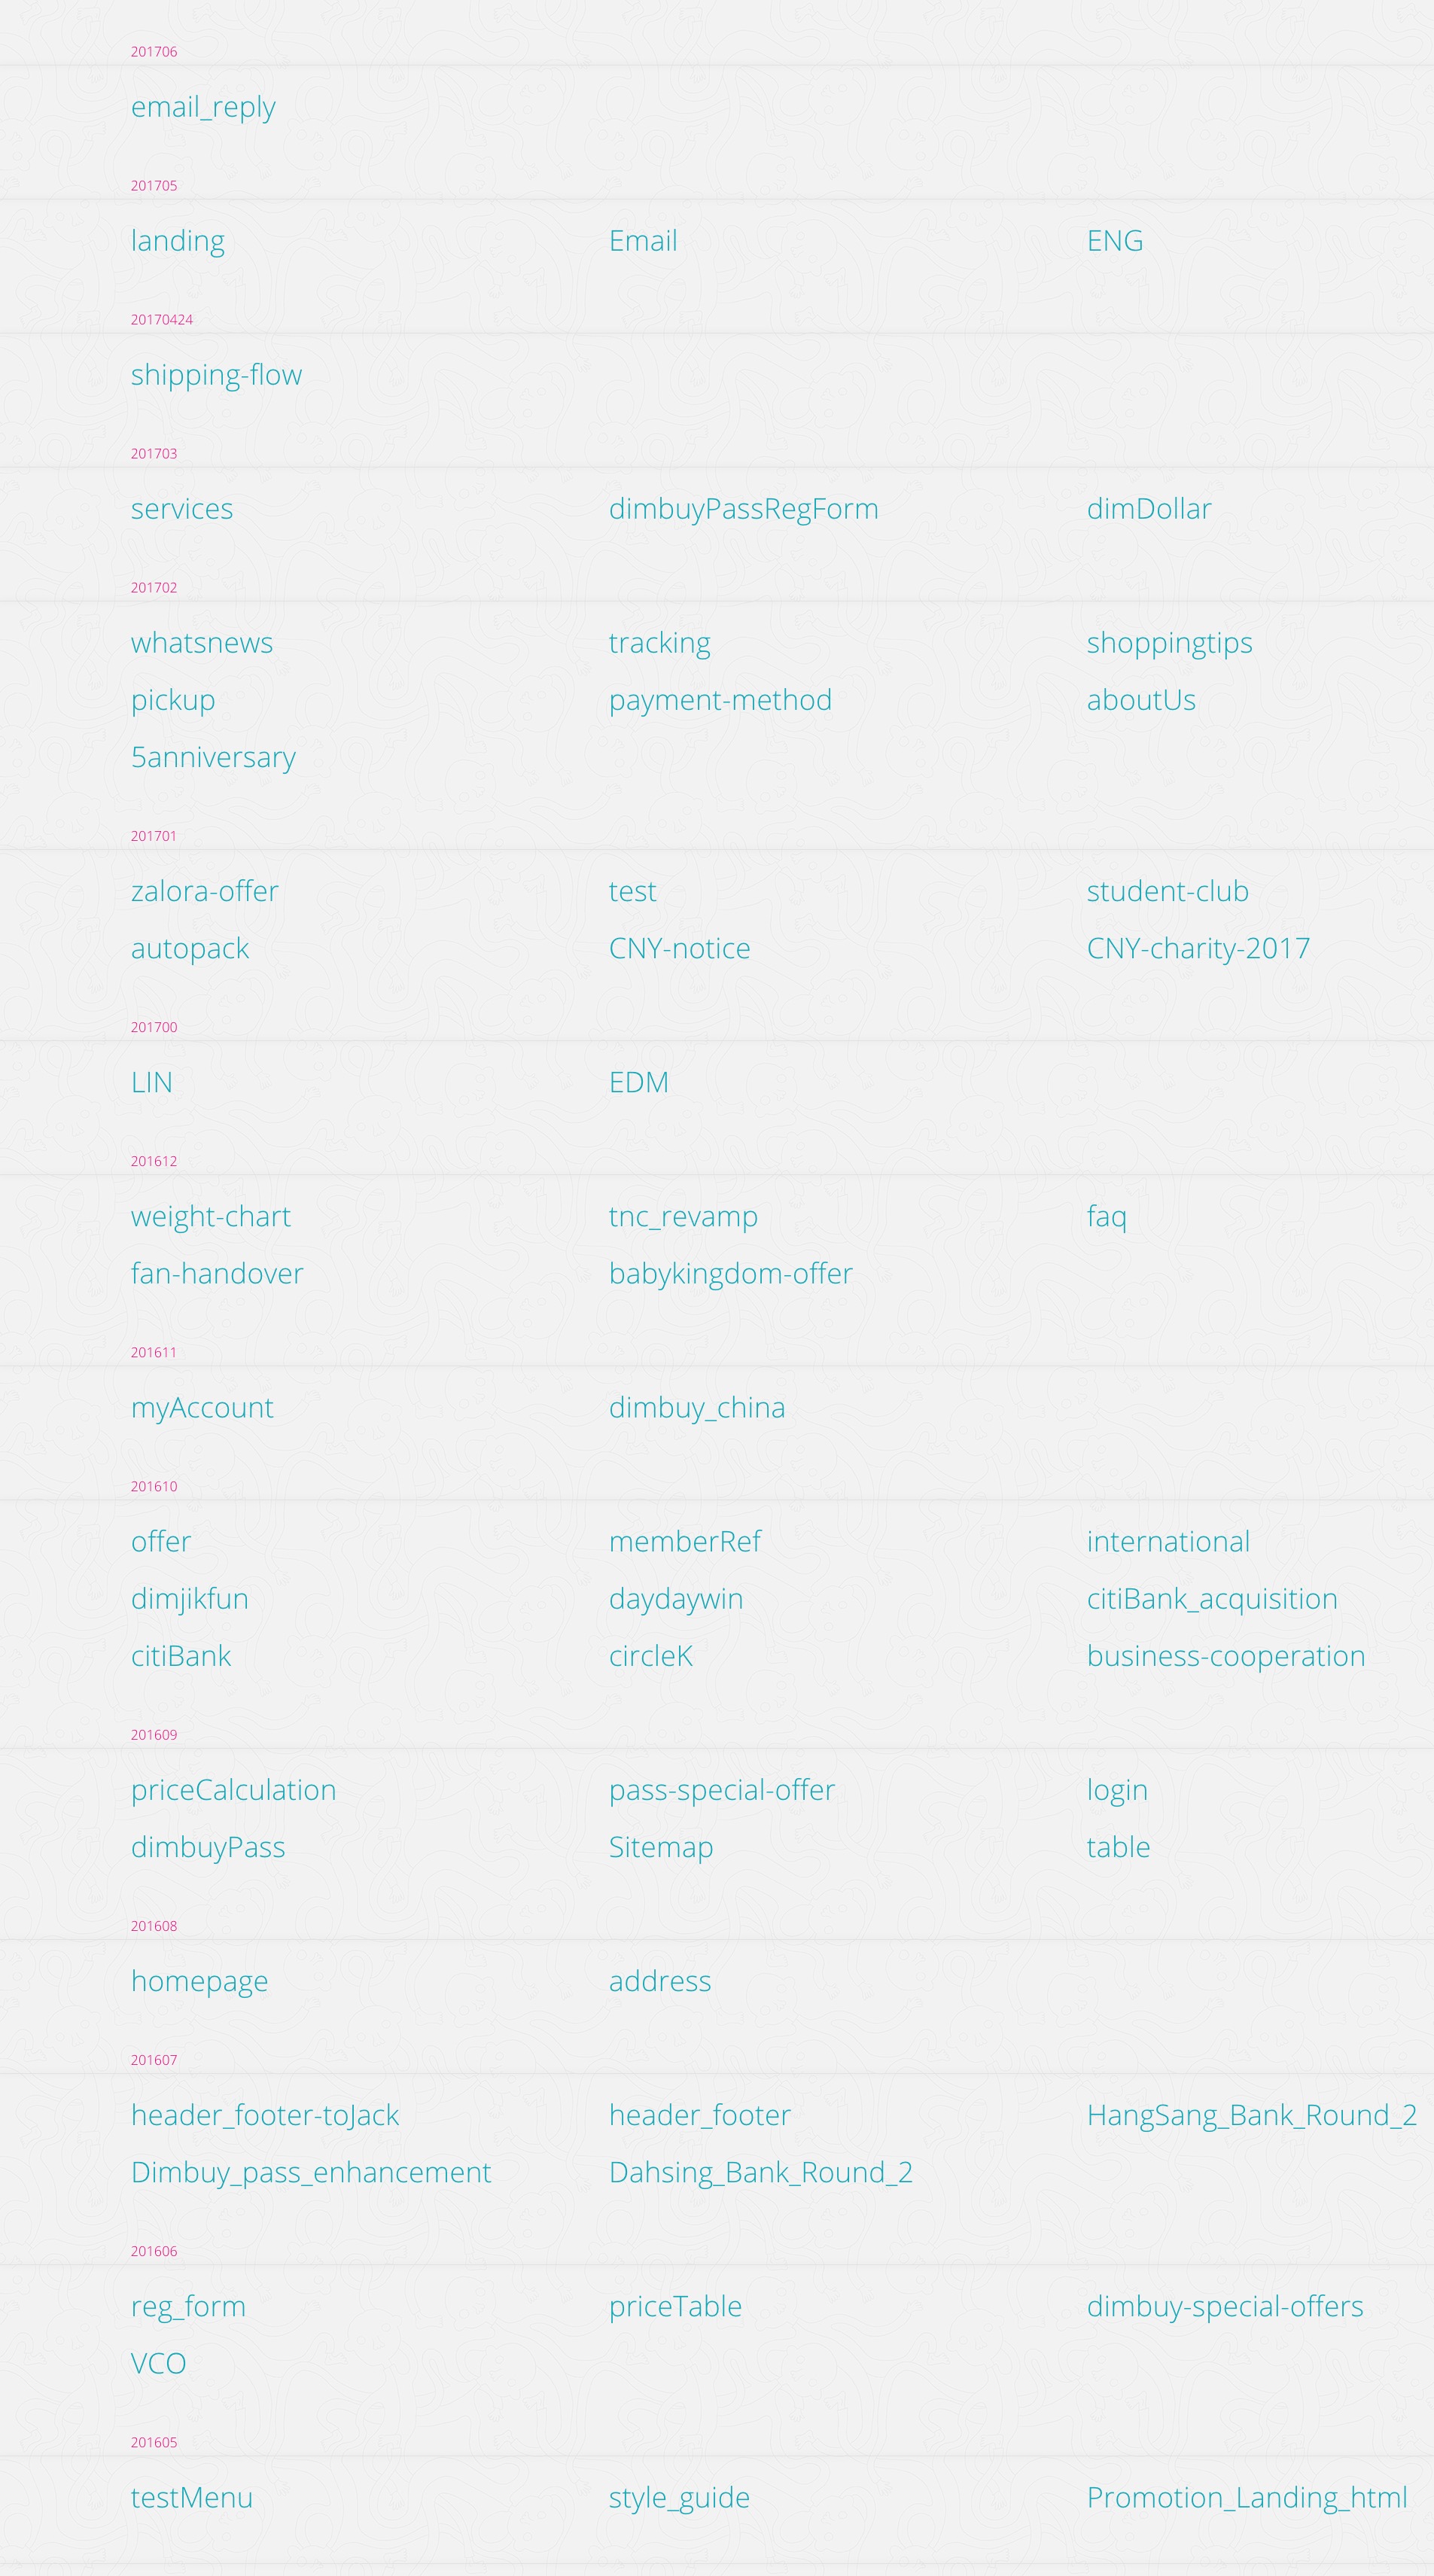 201706
email_reply
201705
landing Email ENG
20170424
shipping-flow
201703
services dimbuyPassRegForm dimDollar
201702
whatsnews tracking shoppingtips
pickup payment-method aboutUs
5anniversary
201701
zalora-offer test student-club
autopack CNY-notice CNY-charity-2017
201700
LIN EDM
201612
weight-chart tnc_revamp faq
fan-handover babykingdom-offer
201611
myAccount dimbuy_china
201610
offer memberRef international
dimjikfun daydaywin citiBank_acquisition
citiBank circleK business-cooperation
201609
priceCalculation pass-special-offer login
dimbuyPass Sitemap table
201608
homepage address
201607
header_footer-toJack header_footer HangSang_Bank_Round_2
Dimbuy_pass_enhancement Dahsing_Bank_Round_2
201606
reg_form priceTable dimbuy-special-offers
VCO
201605
testMenu style_guide Promotion_Landing_html